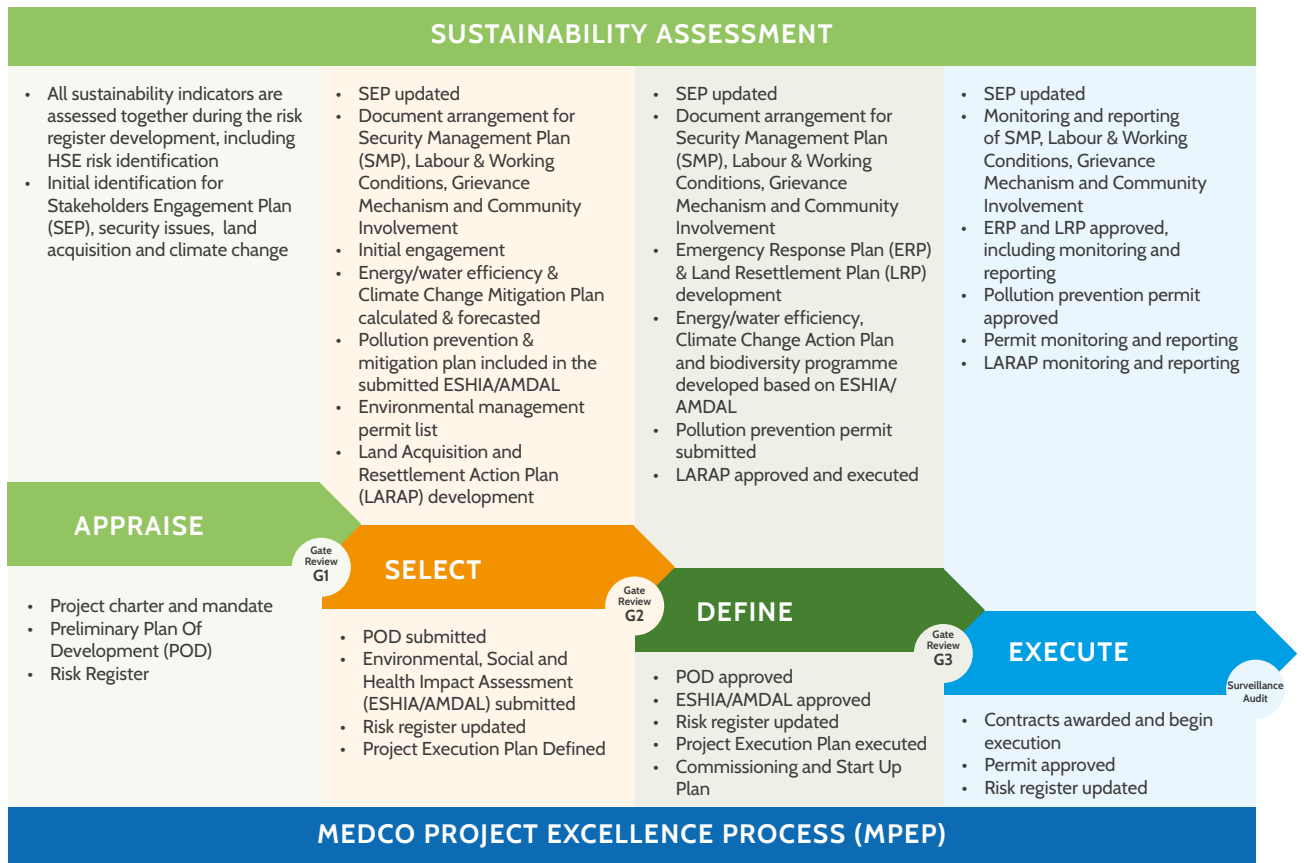 SUSTAINABILITY ASSESSMENT
• All sustainability indicators are
assessed together during the risk
register development, including
HSE risk identification
• Initial identification for
Stakeholders Engagement Plan
(SEP), security issues, land
acquisition and climate change
• SEP updated
• Document arrangement for
Security Management Plan
(SMP), Labour & Working
Conditions, Grievance
Mechanism and Community
Involvement
• Initial engagement
• Energy/water efficiency &
Climate Change Mitigation Plan
calculated & forecasted
• Pollution prevention &
mitigation plan included in the
submitted ESHIA/AMDAL
• Environmental management
permit list
• Land Acquisition and
Resettlement Action Plan
(LARAP) development
• SEP updated
• Document arrangement for
Security Management Plan
(SMP), Labour & Working
Conditions, Grievance
Mechanism and Community
Involvement
• Emergency Response Plan (ERP)
& Land Resettlement Plan (LRP)
development
• Energy/water efficiency,
Climate Change Action Plan
and biodiversity programme
developed based on ESHIA/
AMDAL
• Pollution prevention permit
submitted
• LARAP approved and executed
• SEP updated
• Monitoring and reporting
of SMP, Labour & Working
Conditions, Grievance
Mechanism and Community
Involvement
• ERP and LRP approved,
including monitoring and
reporting
• Pollution prevention permit
approved
• Permit monitoring and reporting
• LARAP monitoring and reporting
APPRAISE
Gate
Review
G1
SELECT
Gate
Review
G2
DEFINE
Gate
Review
G3
EXECUTE
Surveillance
Audit
• Project charter and mandate
• Preliminary Plan Of
Development (POD)
• Risk Register
• POD submitted
• Environmental, Social and
Health Impact Assessment
(ESHIA/AMDAL) submitted
• Risk register updated
• Project Execution Plan Defined
• POD approved
• ESHIA/AMDAL approved
• Risk register updated
• Project Execution Plan executed
• Commissioning and Start Up
Plan
• Contracts awarded and begin
execution
• Permit approved
• Risk register updated
MEDCO PROJECT EXCELLENCE PROCESS (MPEP)